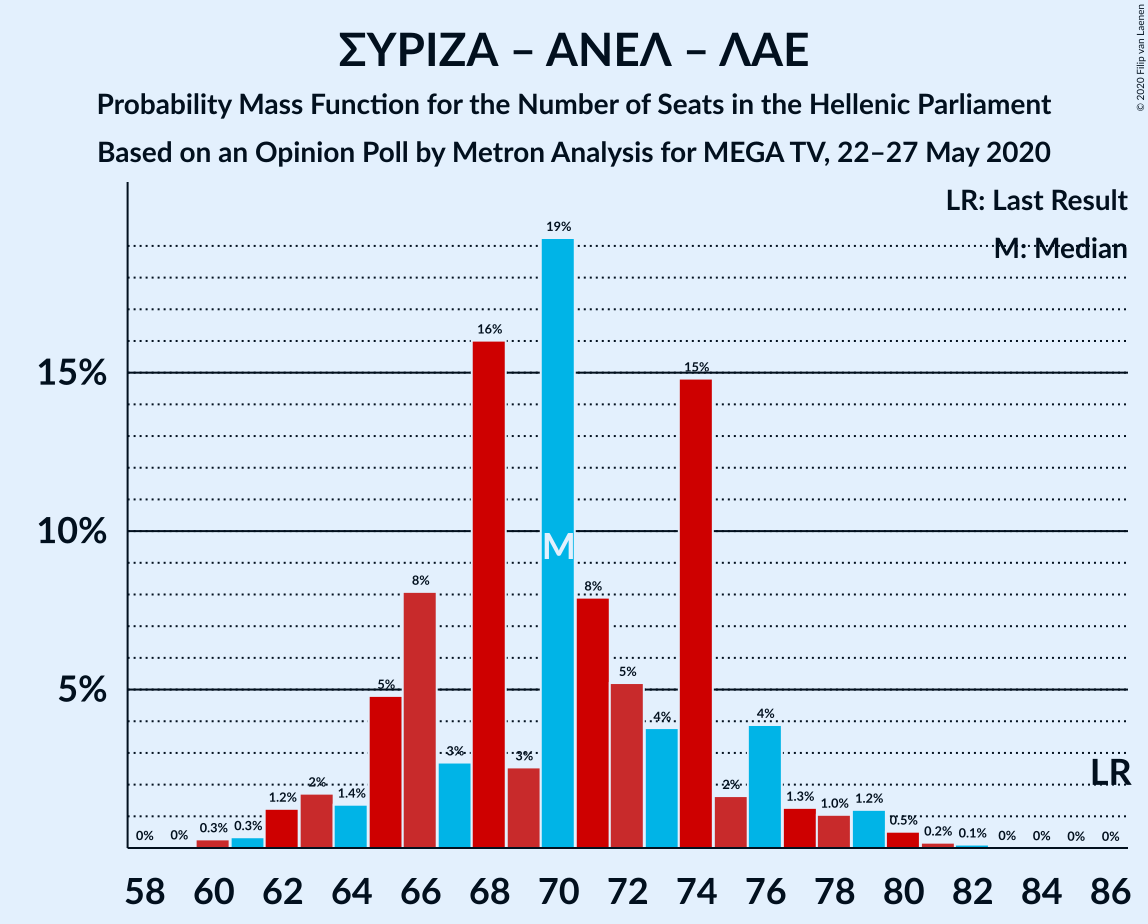 ΣΥΡΙΖΑ – ΑΝΕΛ – ΛΑΕ
Probability Mass Function for the Number of Seats in the Hellenic Parliament
Based on an Opinion Poll by Metron Analysis for MEGA TV, 22–27 May 2020
© 2020 Filip van Laenen
LR: Last Result
M: Median
15%
10%
5%
0% 0% 0.3% 0.3% 1.2% 2% 1.4% 5% 8% 3% 16% 3% 19% 8% 5% 4% 15% 2% 4% 1.3% 1.0% 1.2% 0.5% 0.2% 0.1% 0% 0% 0% 0%
M
LR
58 60 62 64 66 68 70 72 74 76 78 80 82 84 86